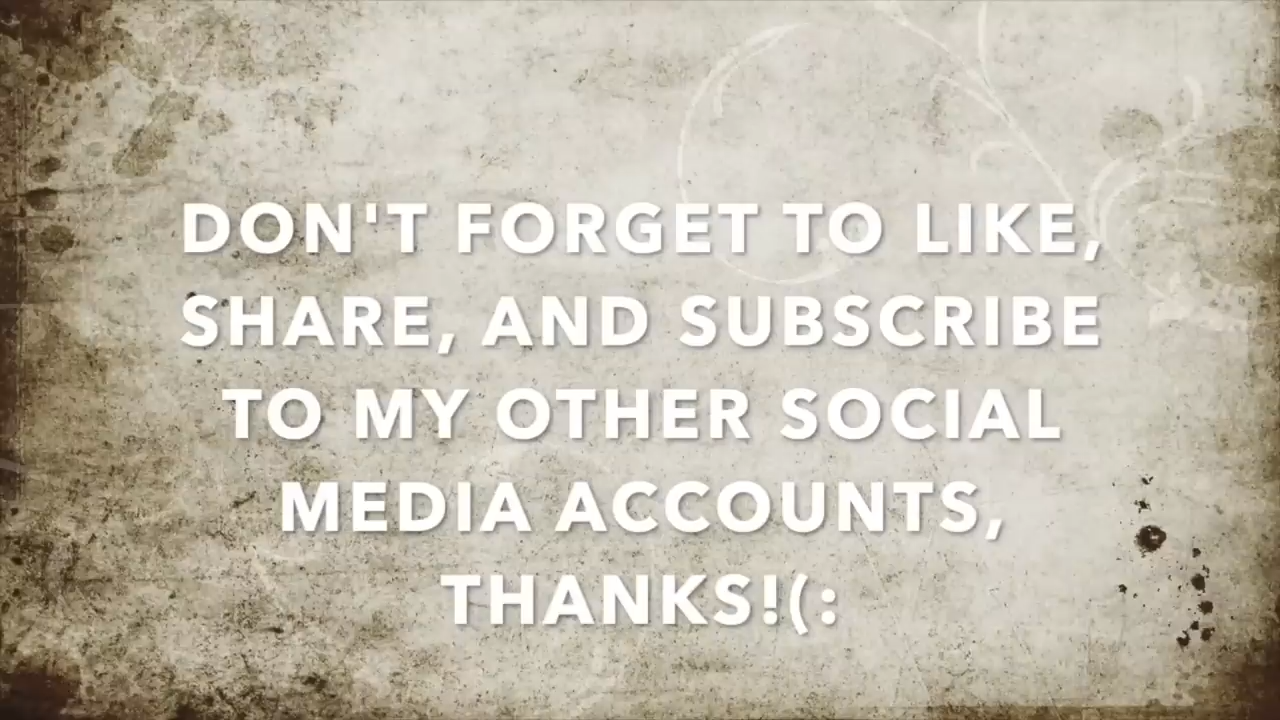 DON'T FORGET TO LIKE,
SHARE, AND SUBSCRIBE
TO MY OTHER SOCIAL
MEDIA ACCOUNTS,
THANKS!(: